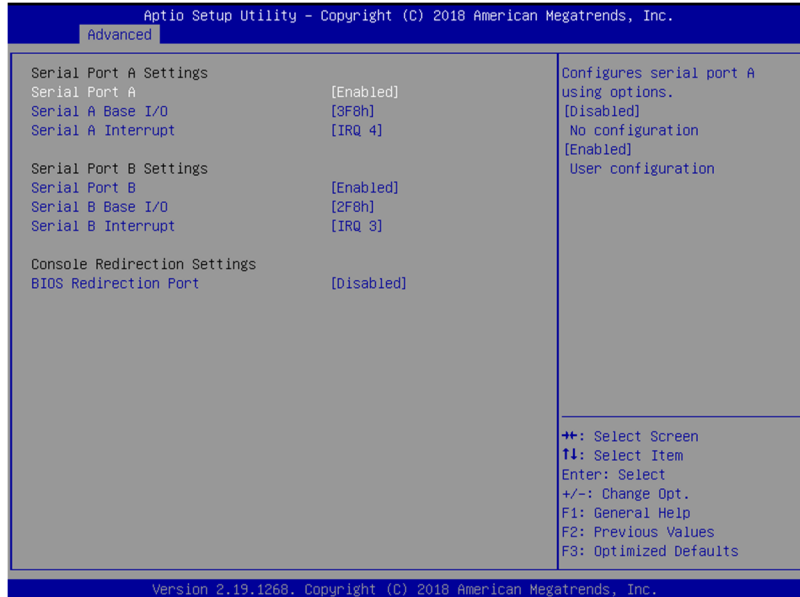 Aptio Setup Utility – Copyright (C) 2018 American Megatrends, Inc.
Advanced
Serial Port A Settings
Serial Port A [Enabled]
Serial A Base I/O [3F8h]
Serial A Interrupt [IRQ 4]
Serial Port B Settings
Serial Port B [Enabled]
Serial B Base I/O [2F8h]
Serial B Interrupt [IRQ 3]
Console Redirection Settings
BIOS Redirection Port [Disabled]
Configures serial port A
using options.
[Disabled]
No configuration
[Enabled]
User configuration
→←: Select Screen
↑↓: Select Item
Enter: Select
+/-: Change Opt.
F1: General Help
F2: Previous Values
F3: Optimized Defaults
Version 2.19.1268. Copyright (C) 2018 American Megatrends, Inc.